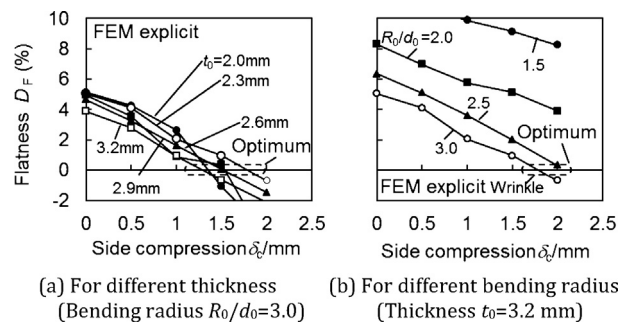 10
8
6
4
2
0
-2
Flatness D_F (%)
FEM explicit
t₀=2.0mm
2.3mm
2.6mm
3.2mm
2.9mm
Optimum
0 0.5 1 1.5 2 2.5
Side compression δc/mm
(a) For different thickness
(Bending radius R₀/d₀=3.0)
R₀/d₀=2.0
1.5
2.5
3.0
Optimum
FEM explicit Wrinkle
0 0.5 1 1.5 2 2.5
Side compression δc/mm
(b) For different bending radius
(Thickness t₀=3.2 mm)